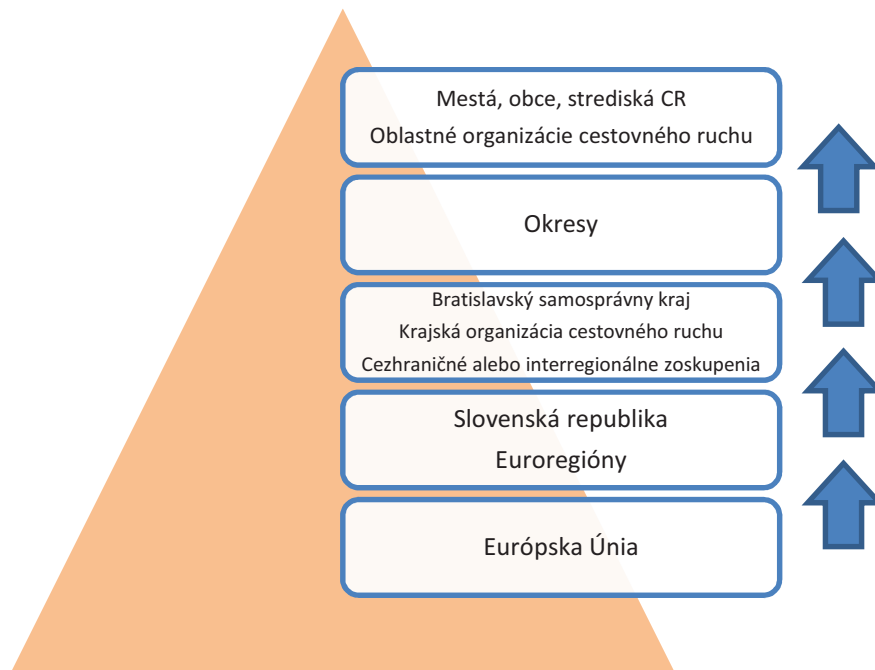 Mestá, obce, strediská CR
Oblastné organizácie cestovného ruchu
Okresy
Bratislavský samosprávny kraj
Krajská organizácia cestovného ruchu
Cezhraničné alebo interregionálne zoskupenia
Slovenská republika
Euroregióny
Európska Únia